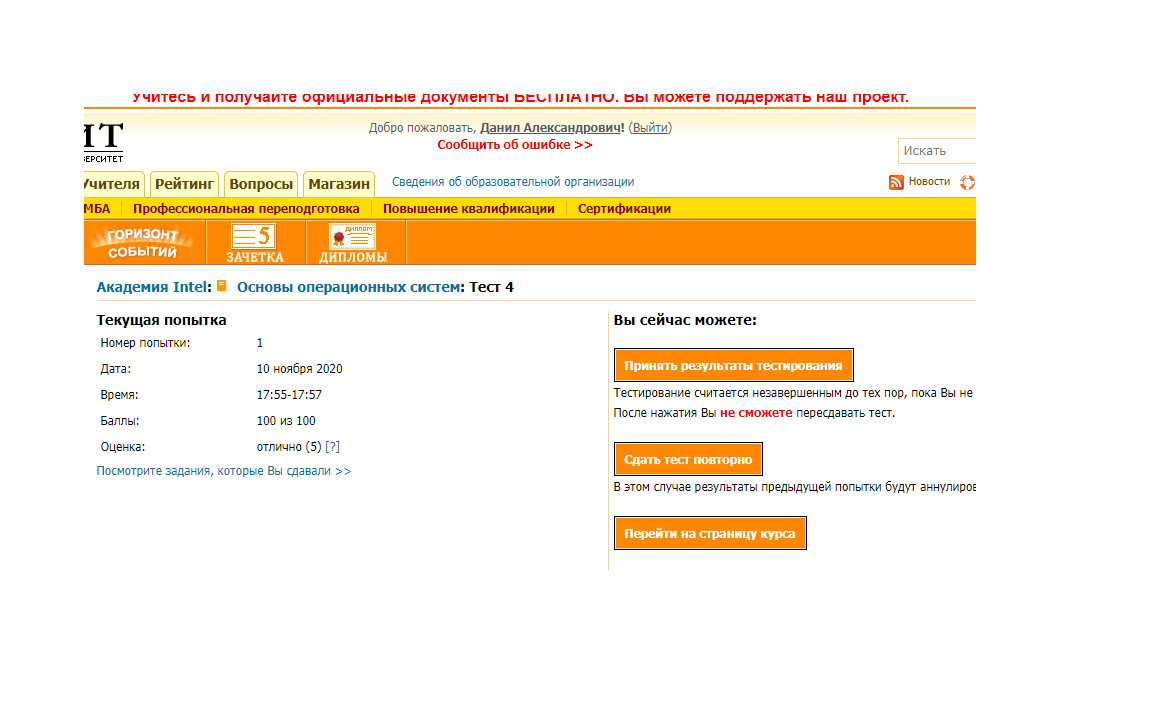 Учитесь и получайте официальные документы БЕСПЛАТНО. Вы можете поддержать наш проект.
ИТ
ВЕРСИТЕТ
Добро пожаловать, Данил Александрович! (Выйти)
Сообщить об ошибке >>
Искать
Учителя Рейтинг Вопросы Магазин Сведения об образовательной организации Новости
МБА Профессиональная переподготовка Повышение квалификации Сертификации
ГОРИЗОНТ
СОБЫТИЙ
5
ЗАЧЕТКА
ДИПЛОМ
ДИПЛОМЫ
Академия Intel: Основы операционных систем: Тест 4
Текущая попытка
Номер попытки: 1
Дата: 10 ноября 2020
Время: 17:55-17:57
Баллы: 100 из 100
Оценка: отлично (5) [?]
Посмотрите задания, которые Вы сдавали >>
Вы сейчас можете:
Принять результаты тестирования
Тестирование считается незавершенным до тех пор, пока Вы не
После нажатия Вы не сможете пересдавать тест.
Сдать тест повторно
В этом случае результаты предыдущей попытки будут аннулиров
Перейти на страницу курса